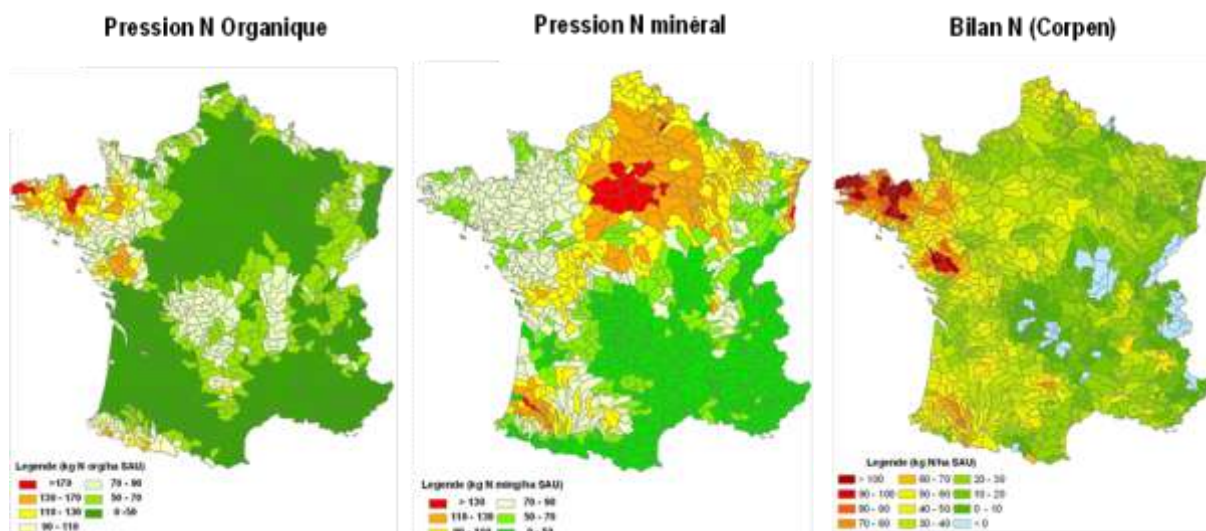 Pression N Organique
Pression N minéral
Bilan N (Corpen)
Legende (kg N org/ha SAU)
>170
130 - 170
110 - 130
90 - 110
70 - 90
50 - 70
0 -50
Legende (kg N ming/ha SAU)
> 130
110 - 130
70 - 90
50 - 70
0 - 50
(kg N/ha SAU)
> 100
90 - 100
80 - 90
70 - 80
60 - 70
50 - 60
40 - 50
30 - 40
20 - 30
10 - 20
0 - 10
< 0